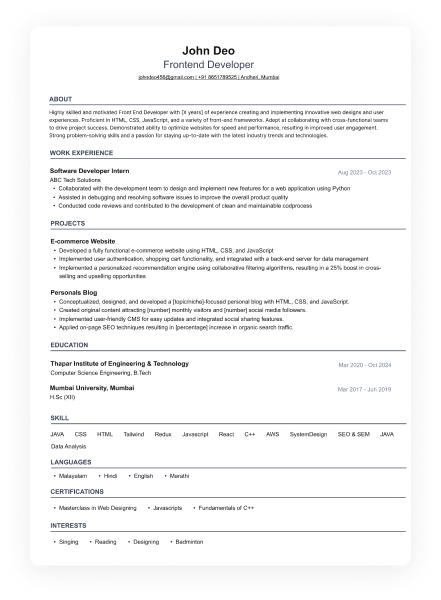 John Deo
Frontend Developer
johndeo456@gmail.com | +91 8651789525 | Andheri, Mumbai
ABOUT
Highly skilled and motivated Front End Developer with [X years] of experience creating and implementing innovative web designs and user
experiences. Proficient in HTML, CSS, JavaScript, and a variety of front-end frameworks. Adept at collaborating with cross-functional teams
to drive project success. Demonstrated ability to optimize websites for speed and performance, resulting in improved user engagement.
Strong problem-solving skills and a passion for staying up-to-date with the latest industry trends and technologies.
WORK EXPERIENCE
Software Developer Intern Aug 2023 - Oct 2023
ABC Tech Solutions
• Collaborated with the development team to design and implement new features for a web application using Python
• Assisted in debugging and resolving software issues to improve the overall product quality
• Conducted code reviews and contributed to the development of clean and maintainable codprocess
PROJECTS
E-commerce Website
• Developed a fully functional e-commerce website using HTML, CSS, and JavaScript
• Implemented user authentication, shopping cart functionality, and integrated with a back-end server for data management
• Implemented a personalized recommendation engine using collaborative filtering algorithms, resulting in a 25% boost in cross-
selling and upselling opportunities
Personals Blog
• Conceptualized, designed, and developed a [topic/niche]-focused personal blog with HTML, CSS, and JavaScript.
• Created original content attracting [number] monthly visitors and [number] social media followers.
• Implemented user-friendly CMS for easy updates and integrated social sharing features.
• Applied on-page SEO techniques resulting in [percentage] increase in organic search traffic.
EDUCATION
Thapar Institute of Engineering & Technology Mar 2020 - Oct 2024
Computer Science Engineering, B.Tech
Mumbai University, Mumbai Mar 2017 - Jun 2019
H.Sc (XII)
SKILL
JAVA CSS HTML Tailwind Redux Javascript React C++ AWS SystemDesign SEO & SEM JAVA
Data Analysis
LANGUAGES
• Malayalam • Hindi • English • Marathi
CERTIFICATIONS
• Masterclass in Web Designing • Javascripts • Fundamentals of C++
INTERESTS
• Singing • Reading • Designing • Badminton